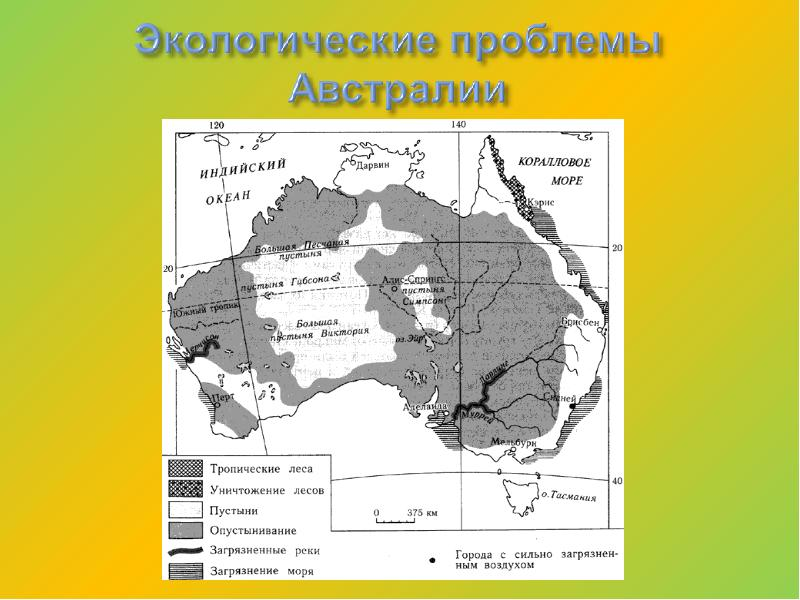 Экологические проблемы
Австралии
120
140
ИНДИЙСКИЙ
ОКЕАН
Дарвин
КОРАЛЛОВОЕ
МОРЕ
Кэрнс
Большая Песчаная
пустыня
20
20
пустыня Гибсона
Алис-Спрингс
пустыня
Симпсон
Южный тропик
Большая
пустыня Виктория
оз.Эйр
Брисбен
Мерчисон
Дарлинг
Перт
Аделаида
Муррей
Сидней
Мельбурн
40
о.Тасмания
0 375 км
Тропические леса
Уничтожение лесов
Пустыни
Опустынивание
Загрязненные реки
Загрязнение моря
Города с сильно загрязнен-
ным воздухом